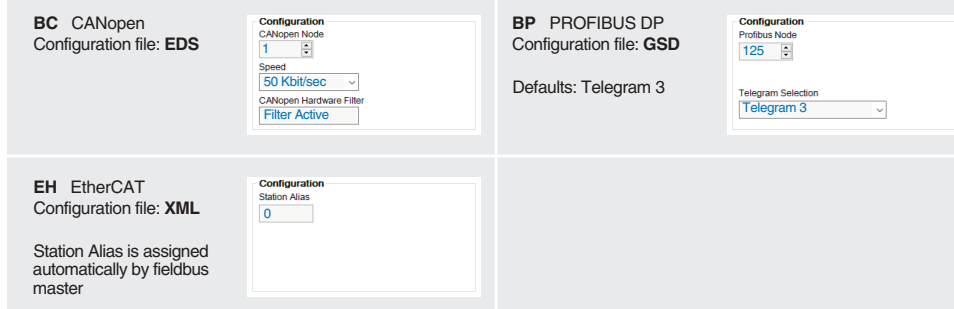 BC CANopen
Configuration file: EDS
Configuration
CANopen Node
1
Speed
50 Kbit/sec
CANopen Hardware Filter
Filter Active
BP PROFIBUS DP
Configuration file: GSD
Defaults: Telegram 3
Configuration
Profibus Node
125
Telegram Selection
Telegram 3
EH EtherCAT
Configuration file: XML
Station Alias is assigned
automatically by fieldbus
master
Configuration
Station Alias
0